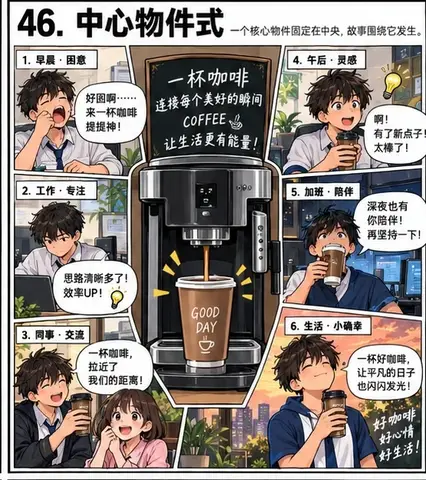 46. 中心物件式
一个核心物件固定在中央, 故事围绕它发生。
1. 早晨·困意
好困啊……
来一杯咖啡
提提神!
一杯咖啡
连接每个美好的瞬间
COFFEE
让生活更有能量!
4. 午后·灵感
啊!
有了新点子!
太棒了!
2. 工作·专注
思路清晰多了!
效率UP!
GOOD
DAY
5. 加班·陪伴
深夜也有
你陪伴!
再坚持一下!
3. 同事·交流
一杯咖啡,
拉近了
我们的距离!
6. 生活·小确幸
一杯好咖啡,
让平凡的日子
也闪闪发光!
好咖啡
好心情
好生活!